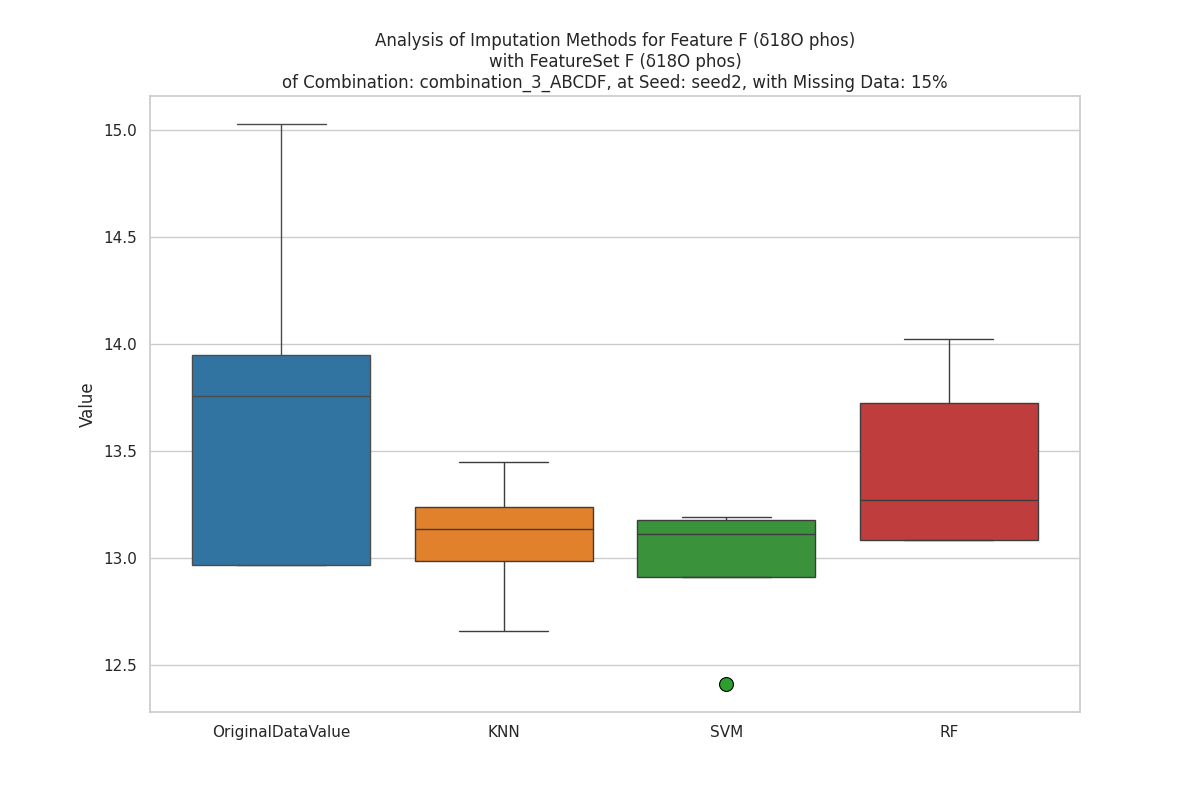 Analysis of Imputation Methods for Feature F (δ18O phos)
with FeatureSet F (δ18O phos)
of Combination: combination_3_ABCDF, at Seed: seed2, with Missing Data: 15%
15.0
14.5
14.0
13.5
13.0
12.5
Value
OriginalDataValue
KNN
SVM
RF